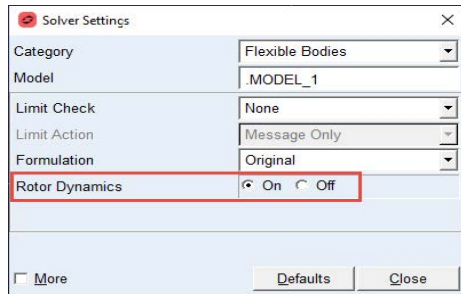 Solver Settings
Category Flexible Bodies
Model .MODEL_1
Limit Check None
Limit Action Message Only
Formulation Original
Rotor Dynamics On Off
More Defaults Close